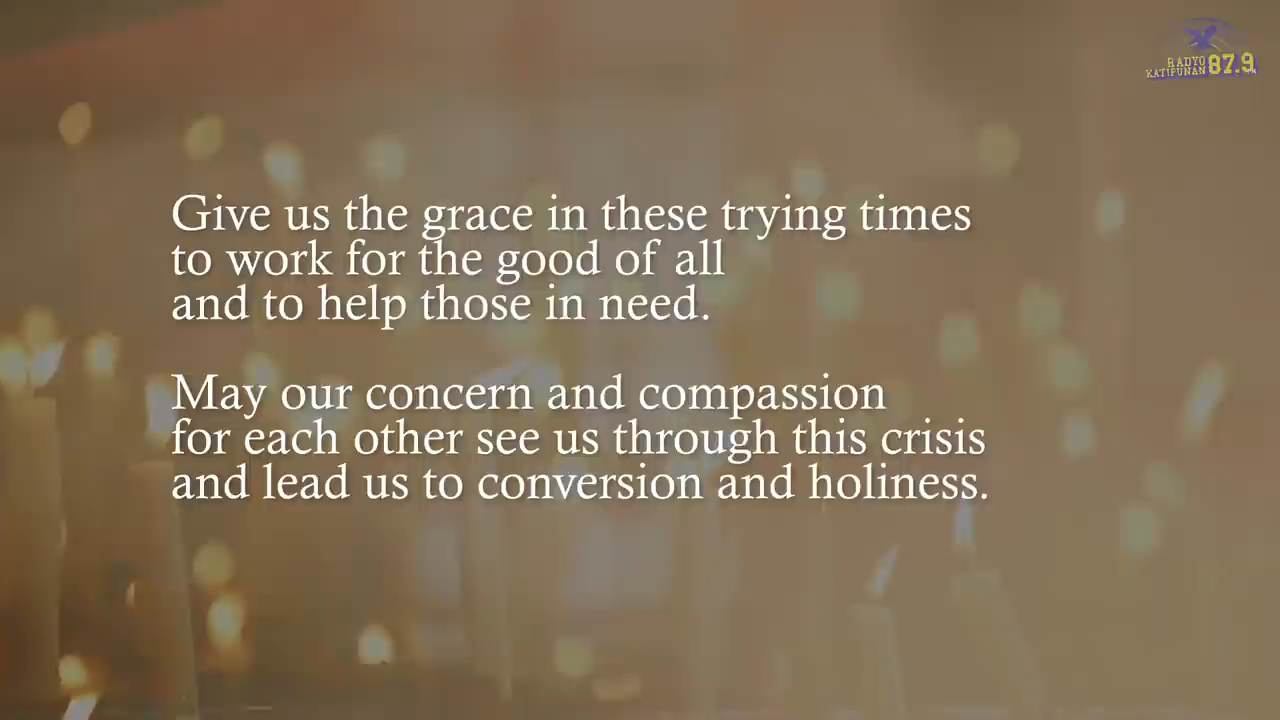 RADYO
KATIPUNAN 87.9
Give us the grace in these trying times
to work for the good of all
and to help those in need.
May our concern and compassion
for each other see us through this crisis
and lead us to conversion and holiness.